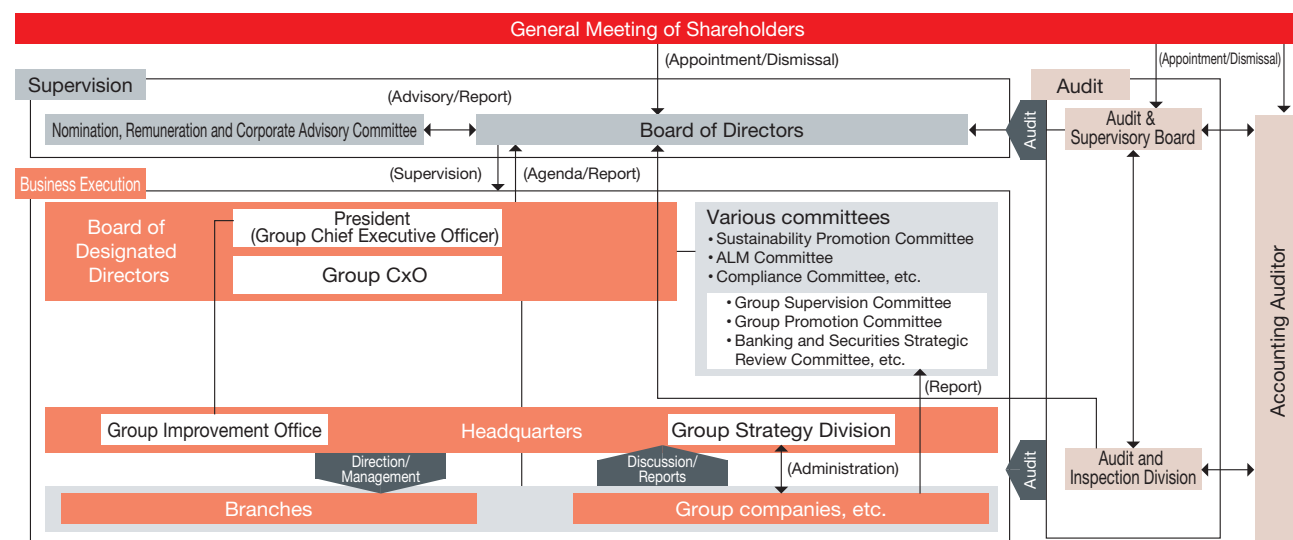 General Meeting of Shareholders
(Appointment/Dismissal)
(Appointment/Dismissal)
Supervision
Audit
(Advisory/Report)
Nomination, Remuneration and Corporate Advisory Committee
Board of Directors
Audit
Audit &
Supervisory Board
(Supervision)
(Agenda/Report)
Business Execution
Board of
Designated
Directors
President
(Group Chief Executive Officer)
Group CxO
Various committees
• Sustainability Promotion Committee
• ALM Committee
• Compliance Committee, etc.
• Group Supervision Committee
• Group Promotion Committee
• Banking and Securities Strategic
Review Committee, etc.
(Report)
Accounting Auditor
Group Improvement Office
Headquarters
Group Strategy Division
Direction/
Management
Discussion/
Reports
(Administration)
Audit
Audit and
Inspection Division
Branches
Group companies, etc.